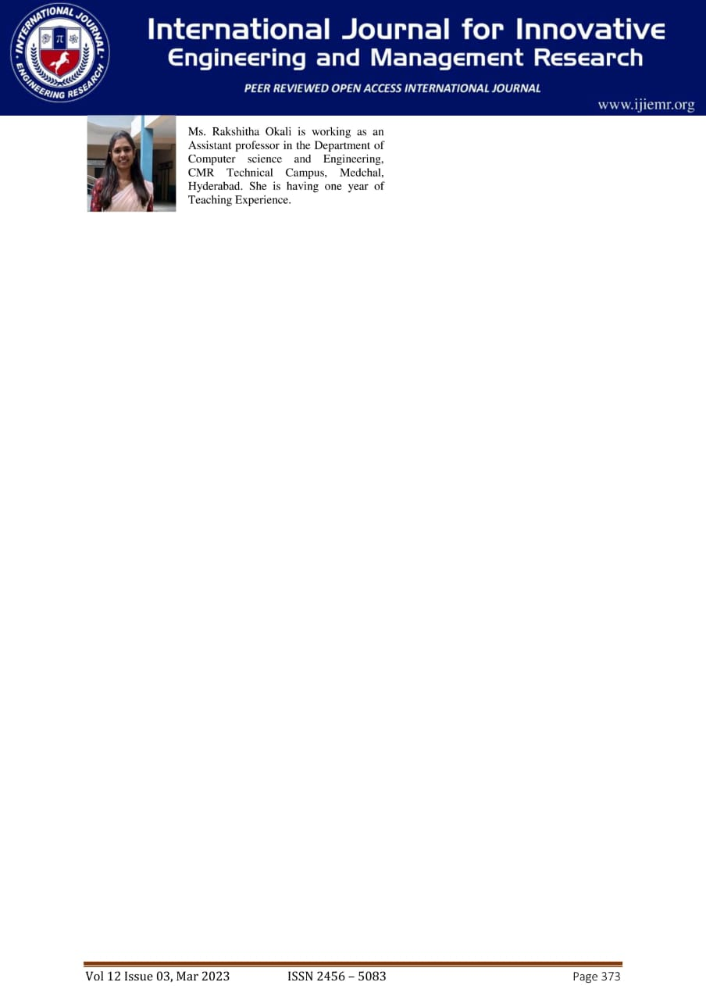 INTERNATIONAL JOURNAL
ENGINEERING RESEARCH
π
International Journal for Innovative
Engineering and Management Research
PEER REVIEWED OPEN ACCESS INTERNATIONAL JOURNAL
www.ijiemr.org
Ms. Rakshitha Okali is working as an
Assistant professor in the Department of
Computer science and Engineering,
CMR Technical Campus, Medchal,
Hyderabad. She is having one year of
Teaching Experience.
Vol 12 Issue 03, Mar 2023 ISSN 2456 – 5083 Page 373